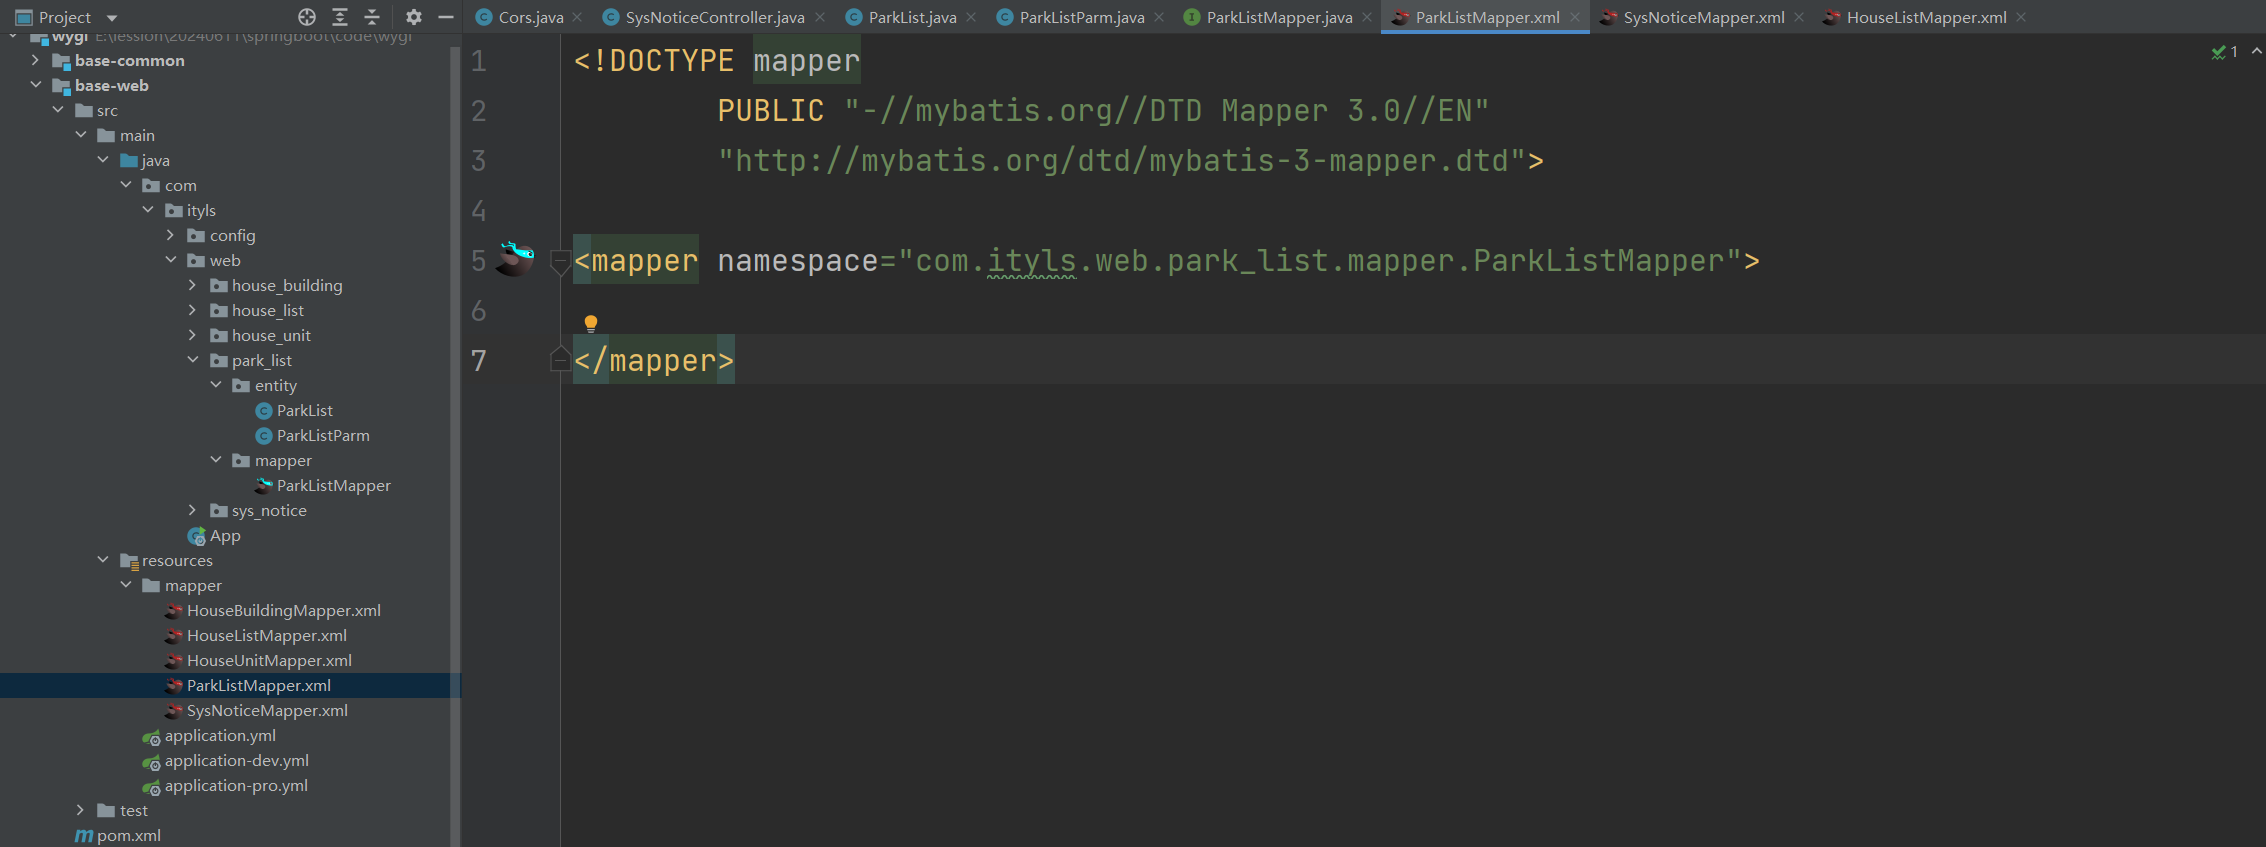 Project
Cors.java
SysNoticeController.java
ParkList.java
ParkListParm.java
ParkListMapper.java
ParkListMapper.xml
SysNoticeMapper.xml
HouseListMapper.xml
wygl E:\lession\20240611\springboot\code\wygl
base-common
base-web
src
main
java
com
ityls
config
web
house_building
house_list
house_unit
park_list
entity
ParkList
ParkListParm
mapper
ParkListMapper
sys_notice
App
resources
mapper
HouseBuildingMapper.xml
HouseListMapper.xml
HouseUnitMapper.xml
ParkListMapper.xml
SysNoticeMapper.xml
application.yml
application-dev.yml
application-pro.yml
test
pom.xml
1 <!DOCTYPE mapper
2 PUBLIC "-//mybatis.org//DTD Mapper 3.0//EN"
3 "http://mybatis.org/dtd/mybatis-3-mapper.dtd">
4
5 <mapper namespace="com.ityls.web.park_list.mapper.ParkListMapper">
6
7 </mapper>
1